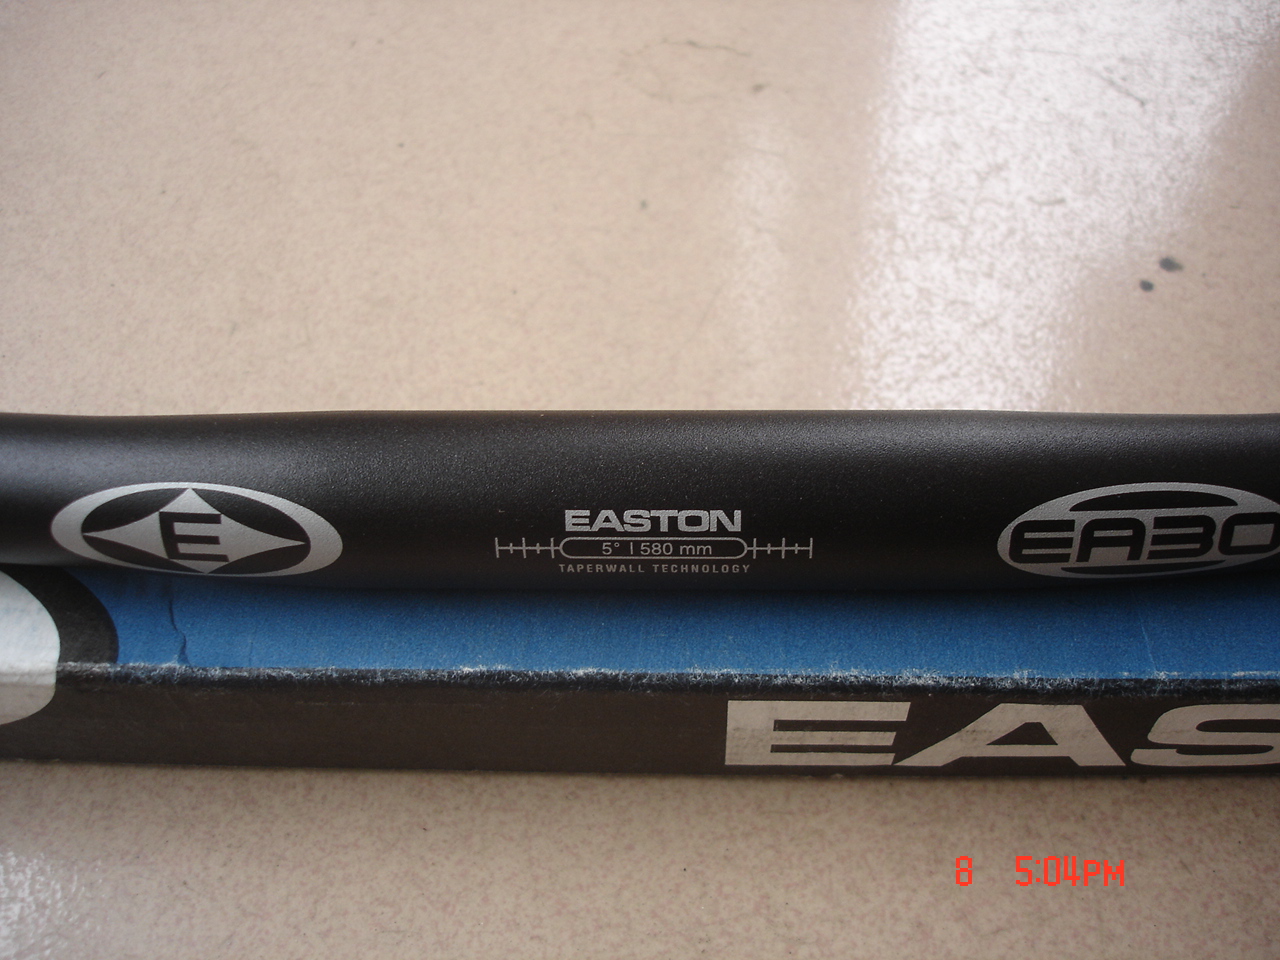 E
EASTON
5° | 580 mm
TAPERWALL TECHNOLOGY
EA30
EAS
8 5:04PM